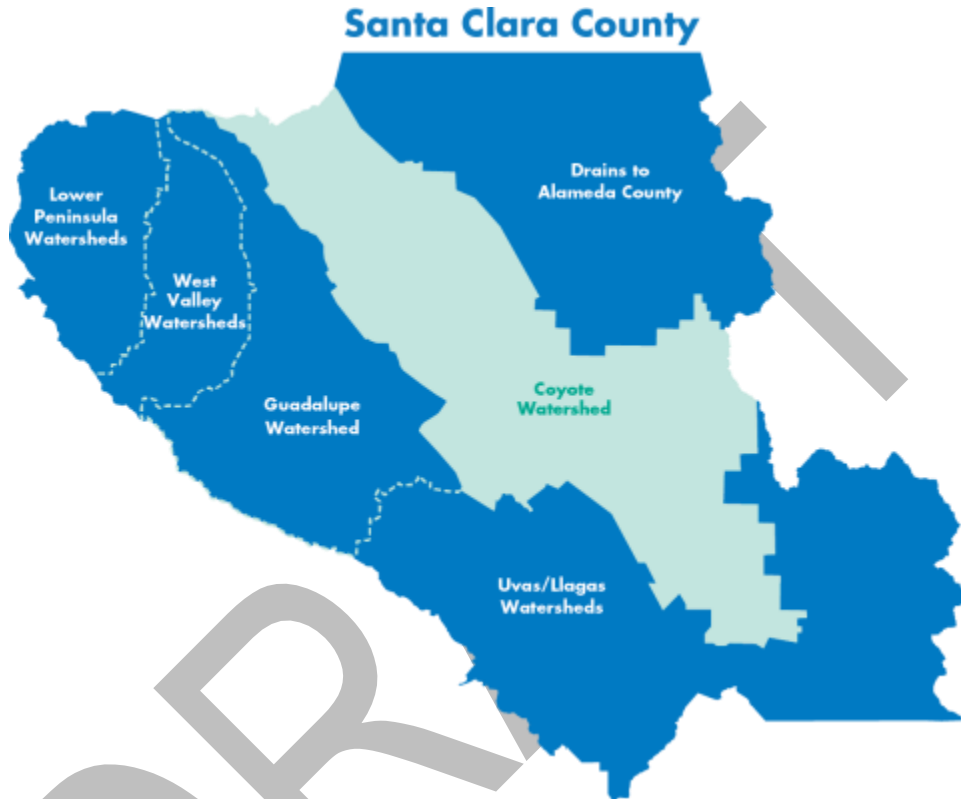 Santa Clara County
Drains to
Alameda County
Lower
Peninsula
Watersheds
West
Valley
Watersheds
Coyote
Watershed
Guadalupe
Watershed
Uvas/Llagas
Watersheds